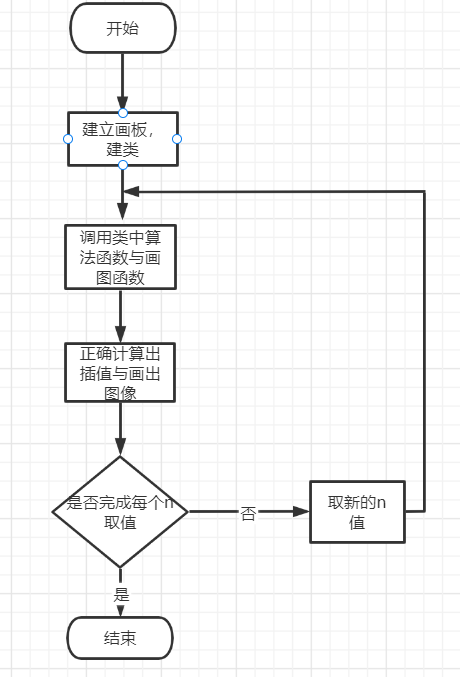 开始
建立画板，
建类
调用类中算
法函数与画
图函数
正确计算出
插值与画出
图像
是否完成每个n
取值
否
取新的n
值
是
结束